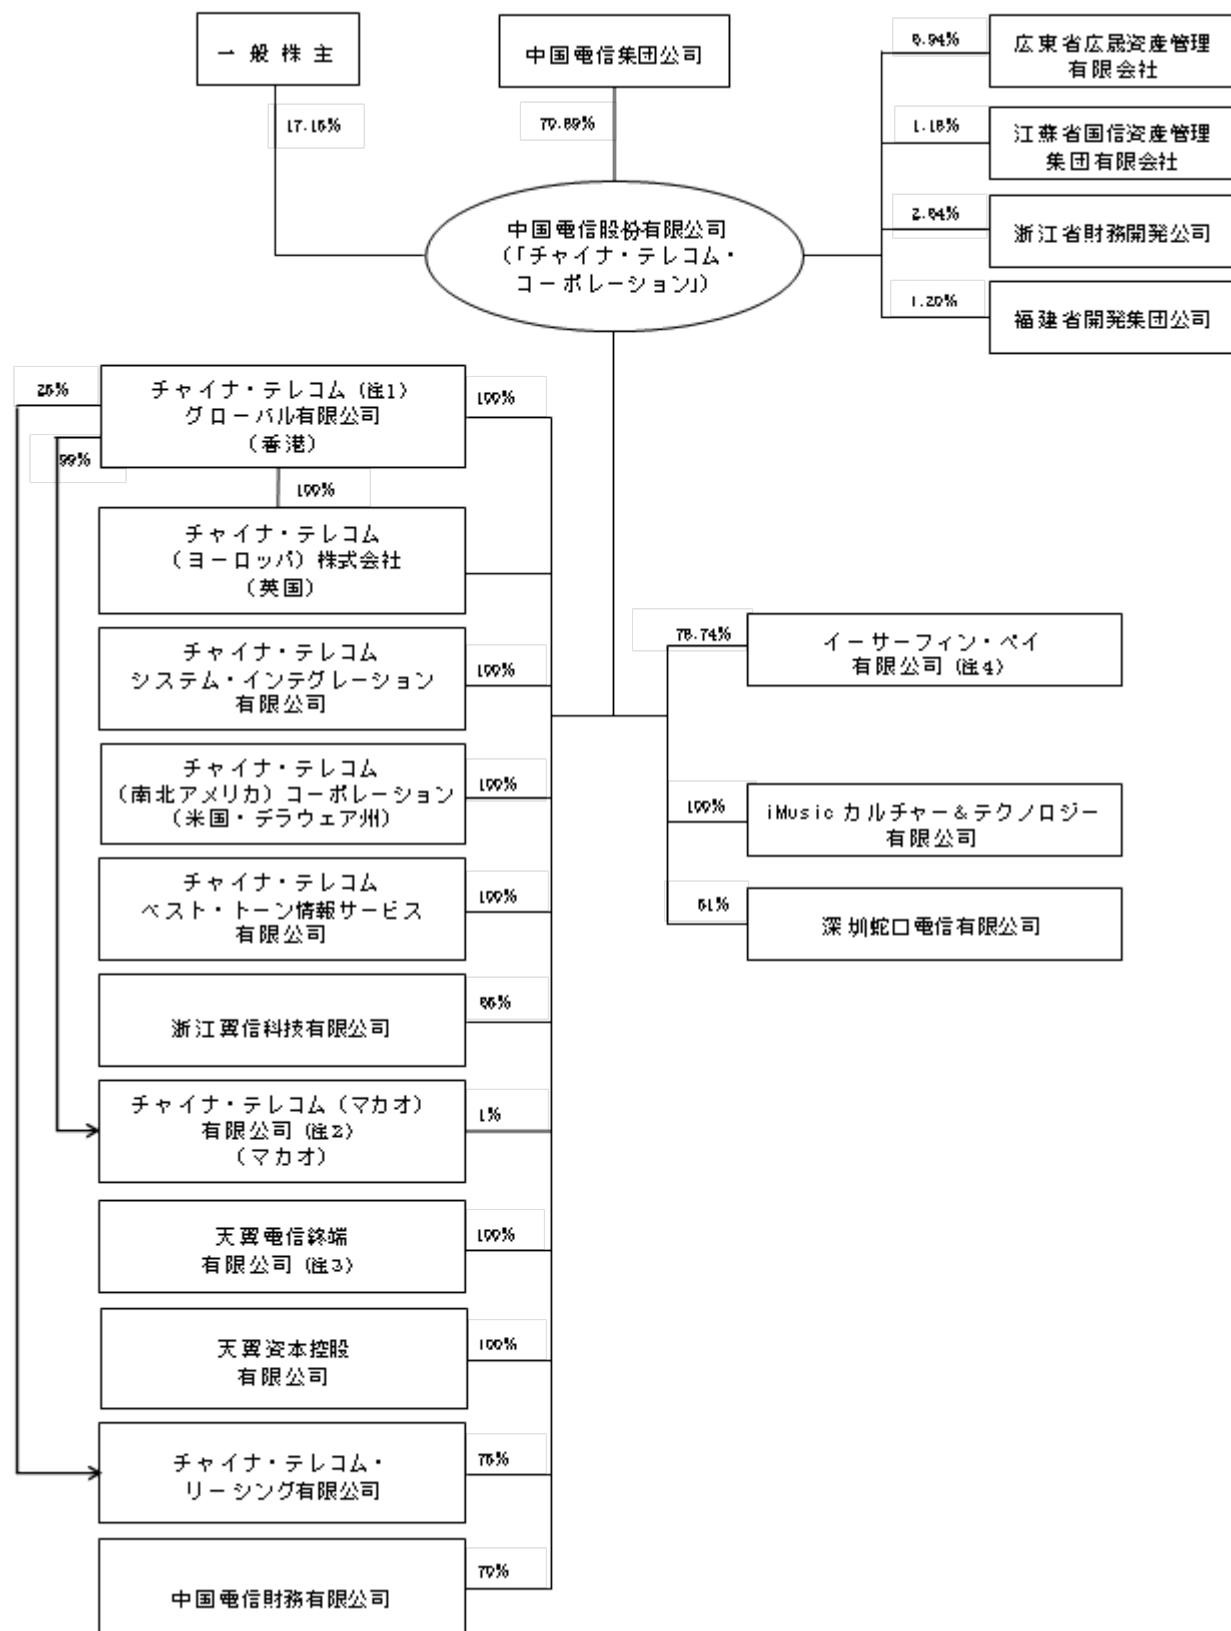 一般株主
中国電信集団公司
17.15%
70.89%
6.94%
広東省広晟資産管理
有限会社
1.18%
江蘇省国信資産管理
集団有限会社
2.64%
浙江省財務開発公司
1.20%
福建省開発集団公司
中国電信股份有限公司
(「チャイナ・テレコム・
コーポレーション」)
25%
99%
チャイナ・テレコム (注1)
グローバル有限公司
(香港)
100%
100%
チャイナ・テレコム
(ヨーロッパ) 株式会社
(英国)
チャイナ・テレコム
システム・インテグレーション
有限公司
100%
チャイナ・テレコム
(南北アメリカ) コーポレーション
(米国・デラウェア州)
100%
チャイナ・テレコム
ベスト・トーン情報サービス
有限公司
100%
浙江翼信科技有限公司
65%
チャイナ・テレコム (マカオ)
有限公司 (注2)
(マカオ)
1%
天翼電信終端
有限公司 (注3)
100%
天翼資本控股
有限公司
100%
チャイナ・テレコム・
リーシング有限公司
75%
中国電信財務有限公司
70%
78.74%
イーサーフィン・ペイ
有限公司 (注4)
100%
iMusic カルチャー＆テクノロジー
有限公司
51%
深圳蛇口電信有限公司